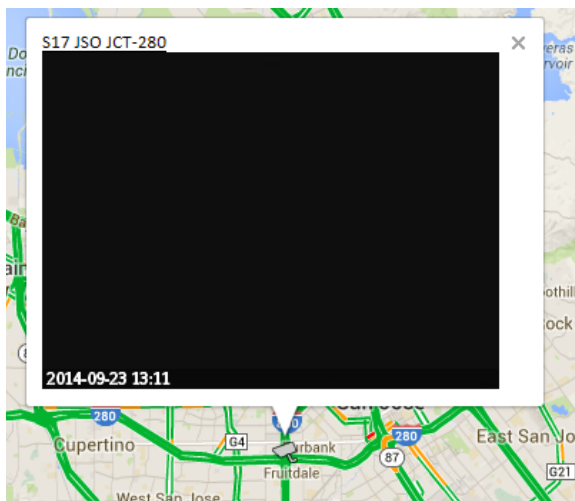 S17 JSO JCT-280
2014-09-23 13:11
280
Cupertino
G4
Fruitdale
280
87
East San Jo
G21
West San Jose